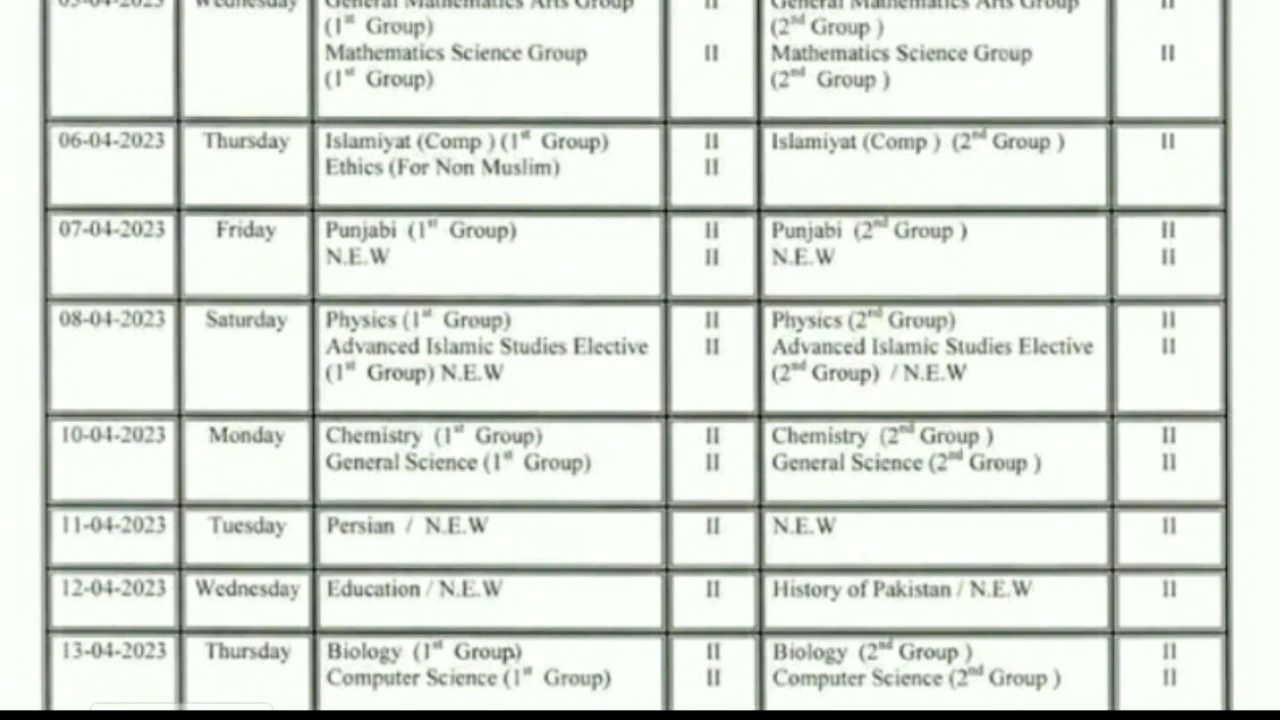 05-04-2023 Wednesday General Mathematics Arts Group II General Mathematics Arts Group II
(1st Group) (2nd Group )
Mathematics Science Group II Mathematics Science Group II
(1st Group) (2nd Group )
06-04-2023 Thursday Islamiyat (Comp ) (1st Group) II Islamiyat (Comp ) (2nd Group ) II
Ethics (For Non Muslim) II
07-04-2023 Friday Punjabi (1st Group) II Punjabi (2nd Group ) II
N.E.W II N.E.W II
08-04-2023 Saturday Physics (1st Group) II Physics (2nd Group) II
Advanced Islamic Studies Elective II Advanced Islamic Studies Elective II
(1st Group) N.E.W (2nd Group) / N.E.W
10-04-2023 Monday Chemistry (1st Group) II Chemistry (2nd Group ) II
General Science (1st Group) II General Science (2nd Group ) II
11-04-2023 Tuesday Persian / N.E.W II N.E.W II
12-04-2023 Wednesday Education / N.E.W II History of Pakistan / N.E.W II
13-04-2023 Thursday Biology (1st Group) II Biology (2nd Group ) II
Computer Science (1st Group) II Computer Science (2nd Group ) II